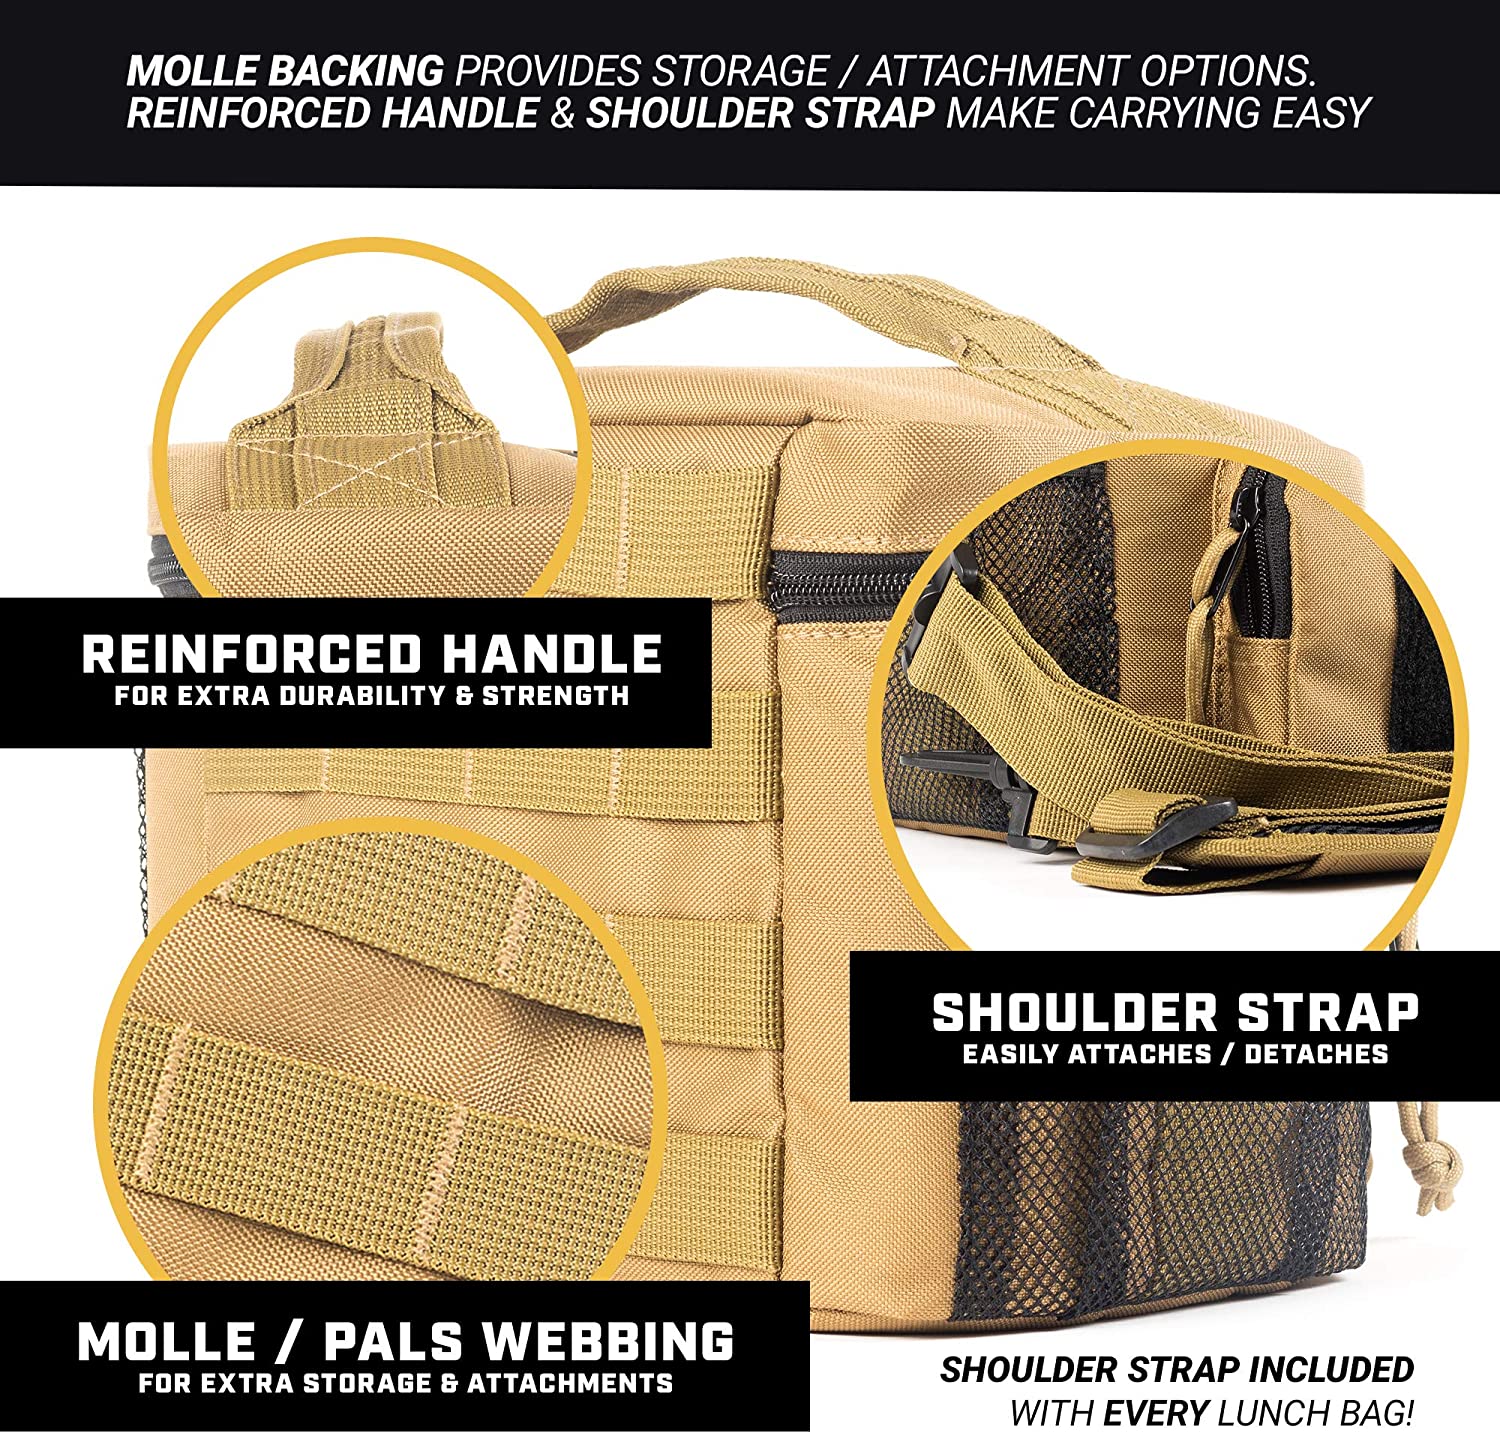 MOLLE BACKING PROVIDES STORAGE / ATTACHMENT OPTIONS.
REINFORCED HANDLE & SHOULDER STRAP MAKE CARRYING EASY
REINFORCED HANDLE
FOR EXTRA DURABILITY & STRENGTH
SHOULDER STRAP
EASILY ATTACHES / DETACHES
MOLLE / PALS WEBBING
FOR EXTRA STORAGE & ATTACHMENTS
SHOULDER STRAP INCLUDED
WITH EVERY LUNCH BAG!